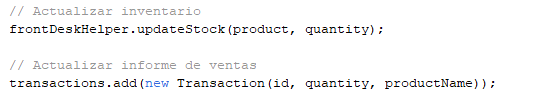 // Actualizar inventario
frontDeskHelper.updateStock(product, quantity);
// Actualizar informe de ventas
transactions.add(new Transaction(id, quantity, productName));